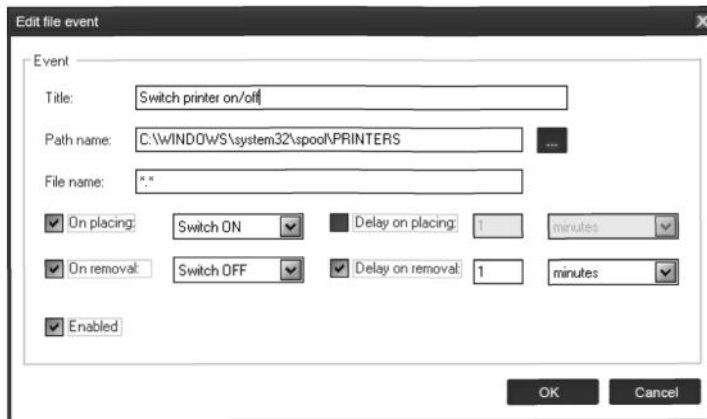 Edit file event X
Event
Title: Switch printer on/off
Path name: C:\WINDOWS\system32\spool\PRINTERS ...
File name: *.*
On placing: Switch ON Delay on placing: 1 minutes
On removal: Switch OFF Delay on removal: 1 minutes
Enabled
OK Cancel